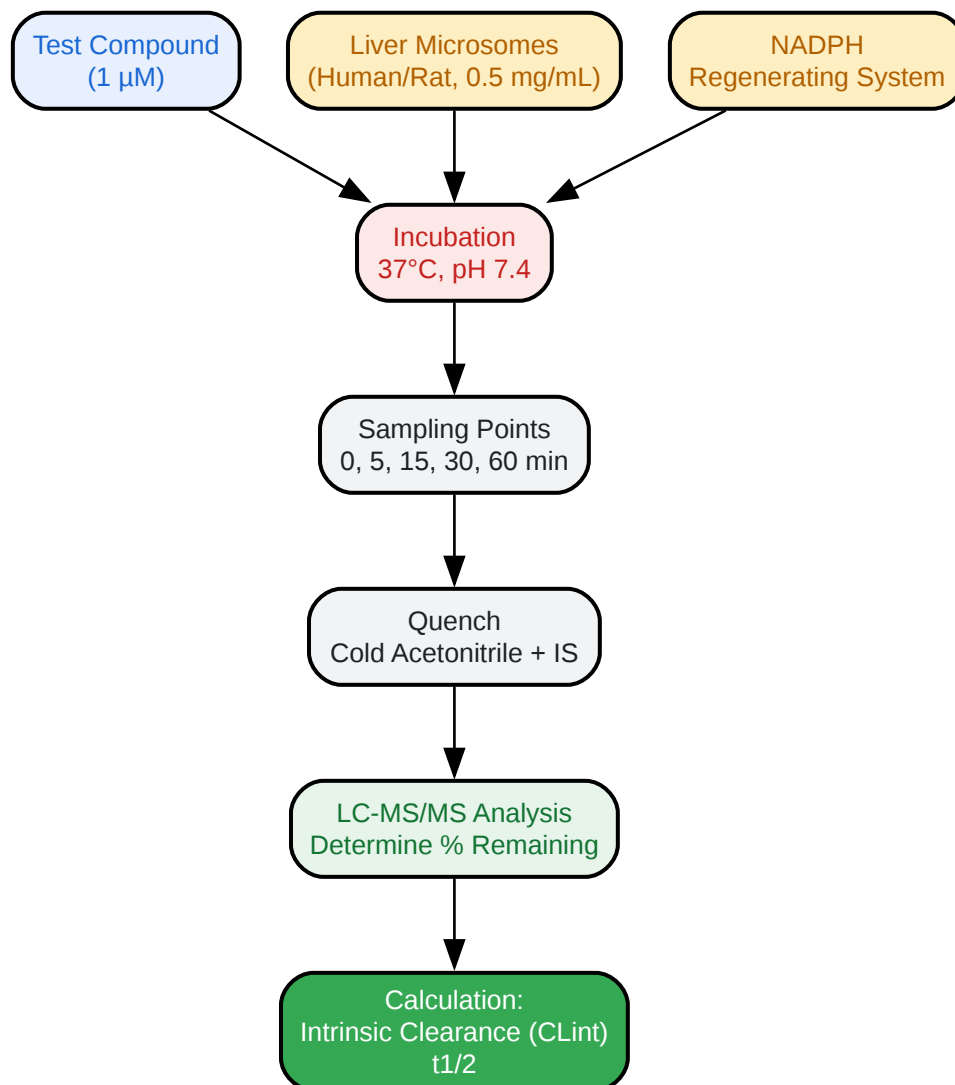 Test Compound
(1 µM)
Liver Microsomes
(Human/Rat, 0.5 mg/mL)
NADPH
Regenerating System
Incubation
37°C, pH 7.4
Sampling Points
0, 5, 15, 30, 60 min
Quench
Cold Acetonitrile + IS
LC-MS/MS Analysis
Determine % Remaining
Calculation:
Intrinsic Clearance (CLint)
t1/2